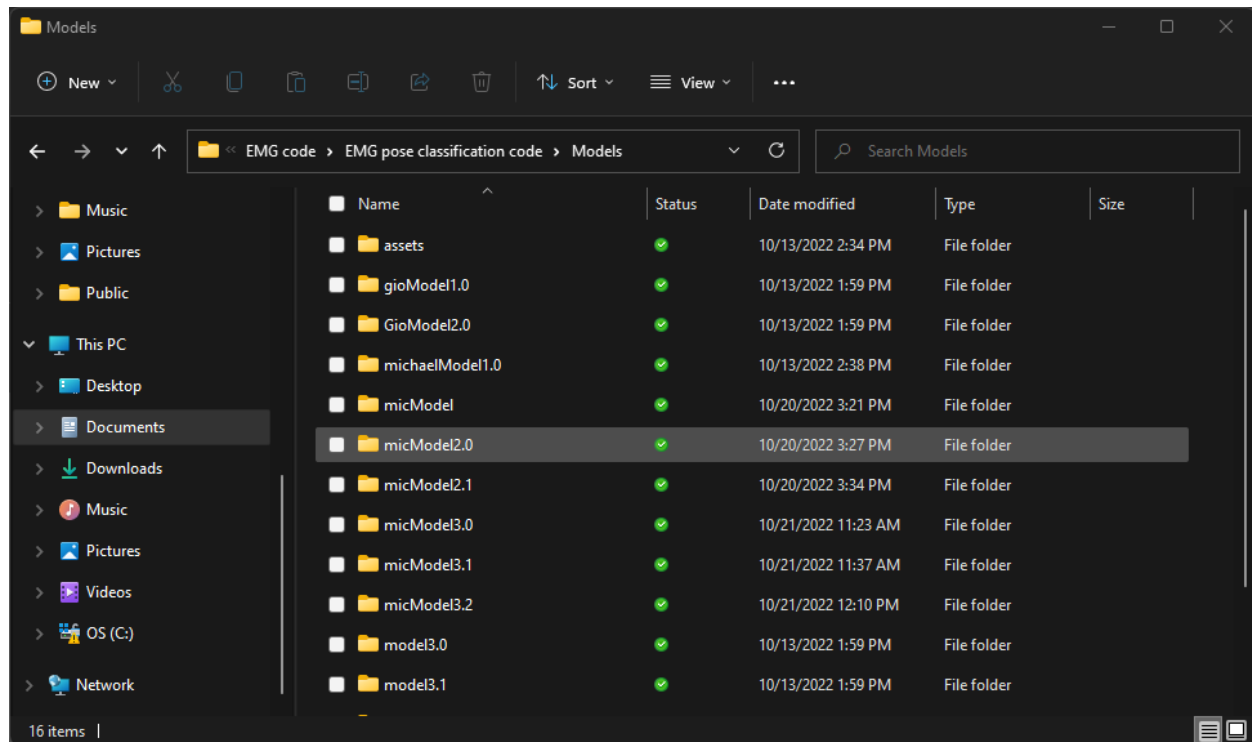 Models
New Sort View
« EMG code > EMG pose classification code > Models Search Models
Name Status Date modified Type Size
Music
Pictures
Public
This PC
Desktop
Documents
Downloads
Music
Pictures
Videos
OS (C:)
Network
assets 10/13/2022 2:34 PM File folder
gioModel1.0 10/13/2022 1:59 PM File folder
GioModel2.0 10/13/2022 1:59 PM File folder
michaelModel1.0 10/13/2022 2:38 PM File folder
micModel 10/20/2022 3:21 PM File folder
micModel2.0 10/20/2022 3:27 PM File folder
micModel2.1 10/20/2022 3:34 PM File folder
micModel3.0 10/21/2022 11:23 AM File folder
micModel3.1 10/21/2022 11:37 AM File folder
micModel3.2 10/21/2022 12:10 PM File folder
model3.0 10/13/2022 1:59 PM File folder
model3.1 10/13/2022 1:59 PM File folder
16 items